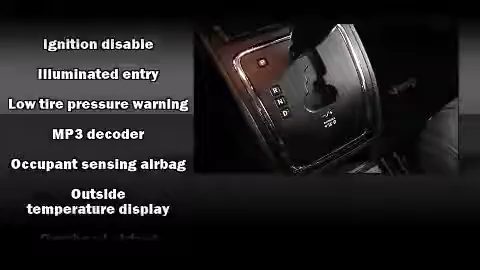 Ignition disable
Illuminated entry
Low tire pressure warning
MP3 decoder
Occupant sensing airbag
Outside
temperature display
R
N
D